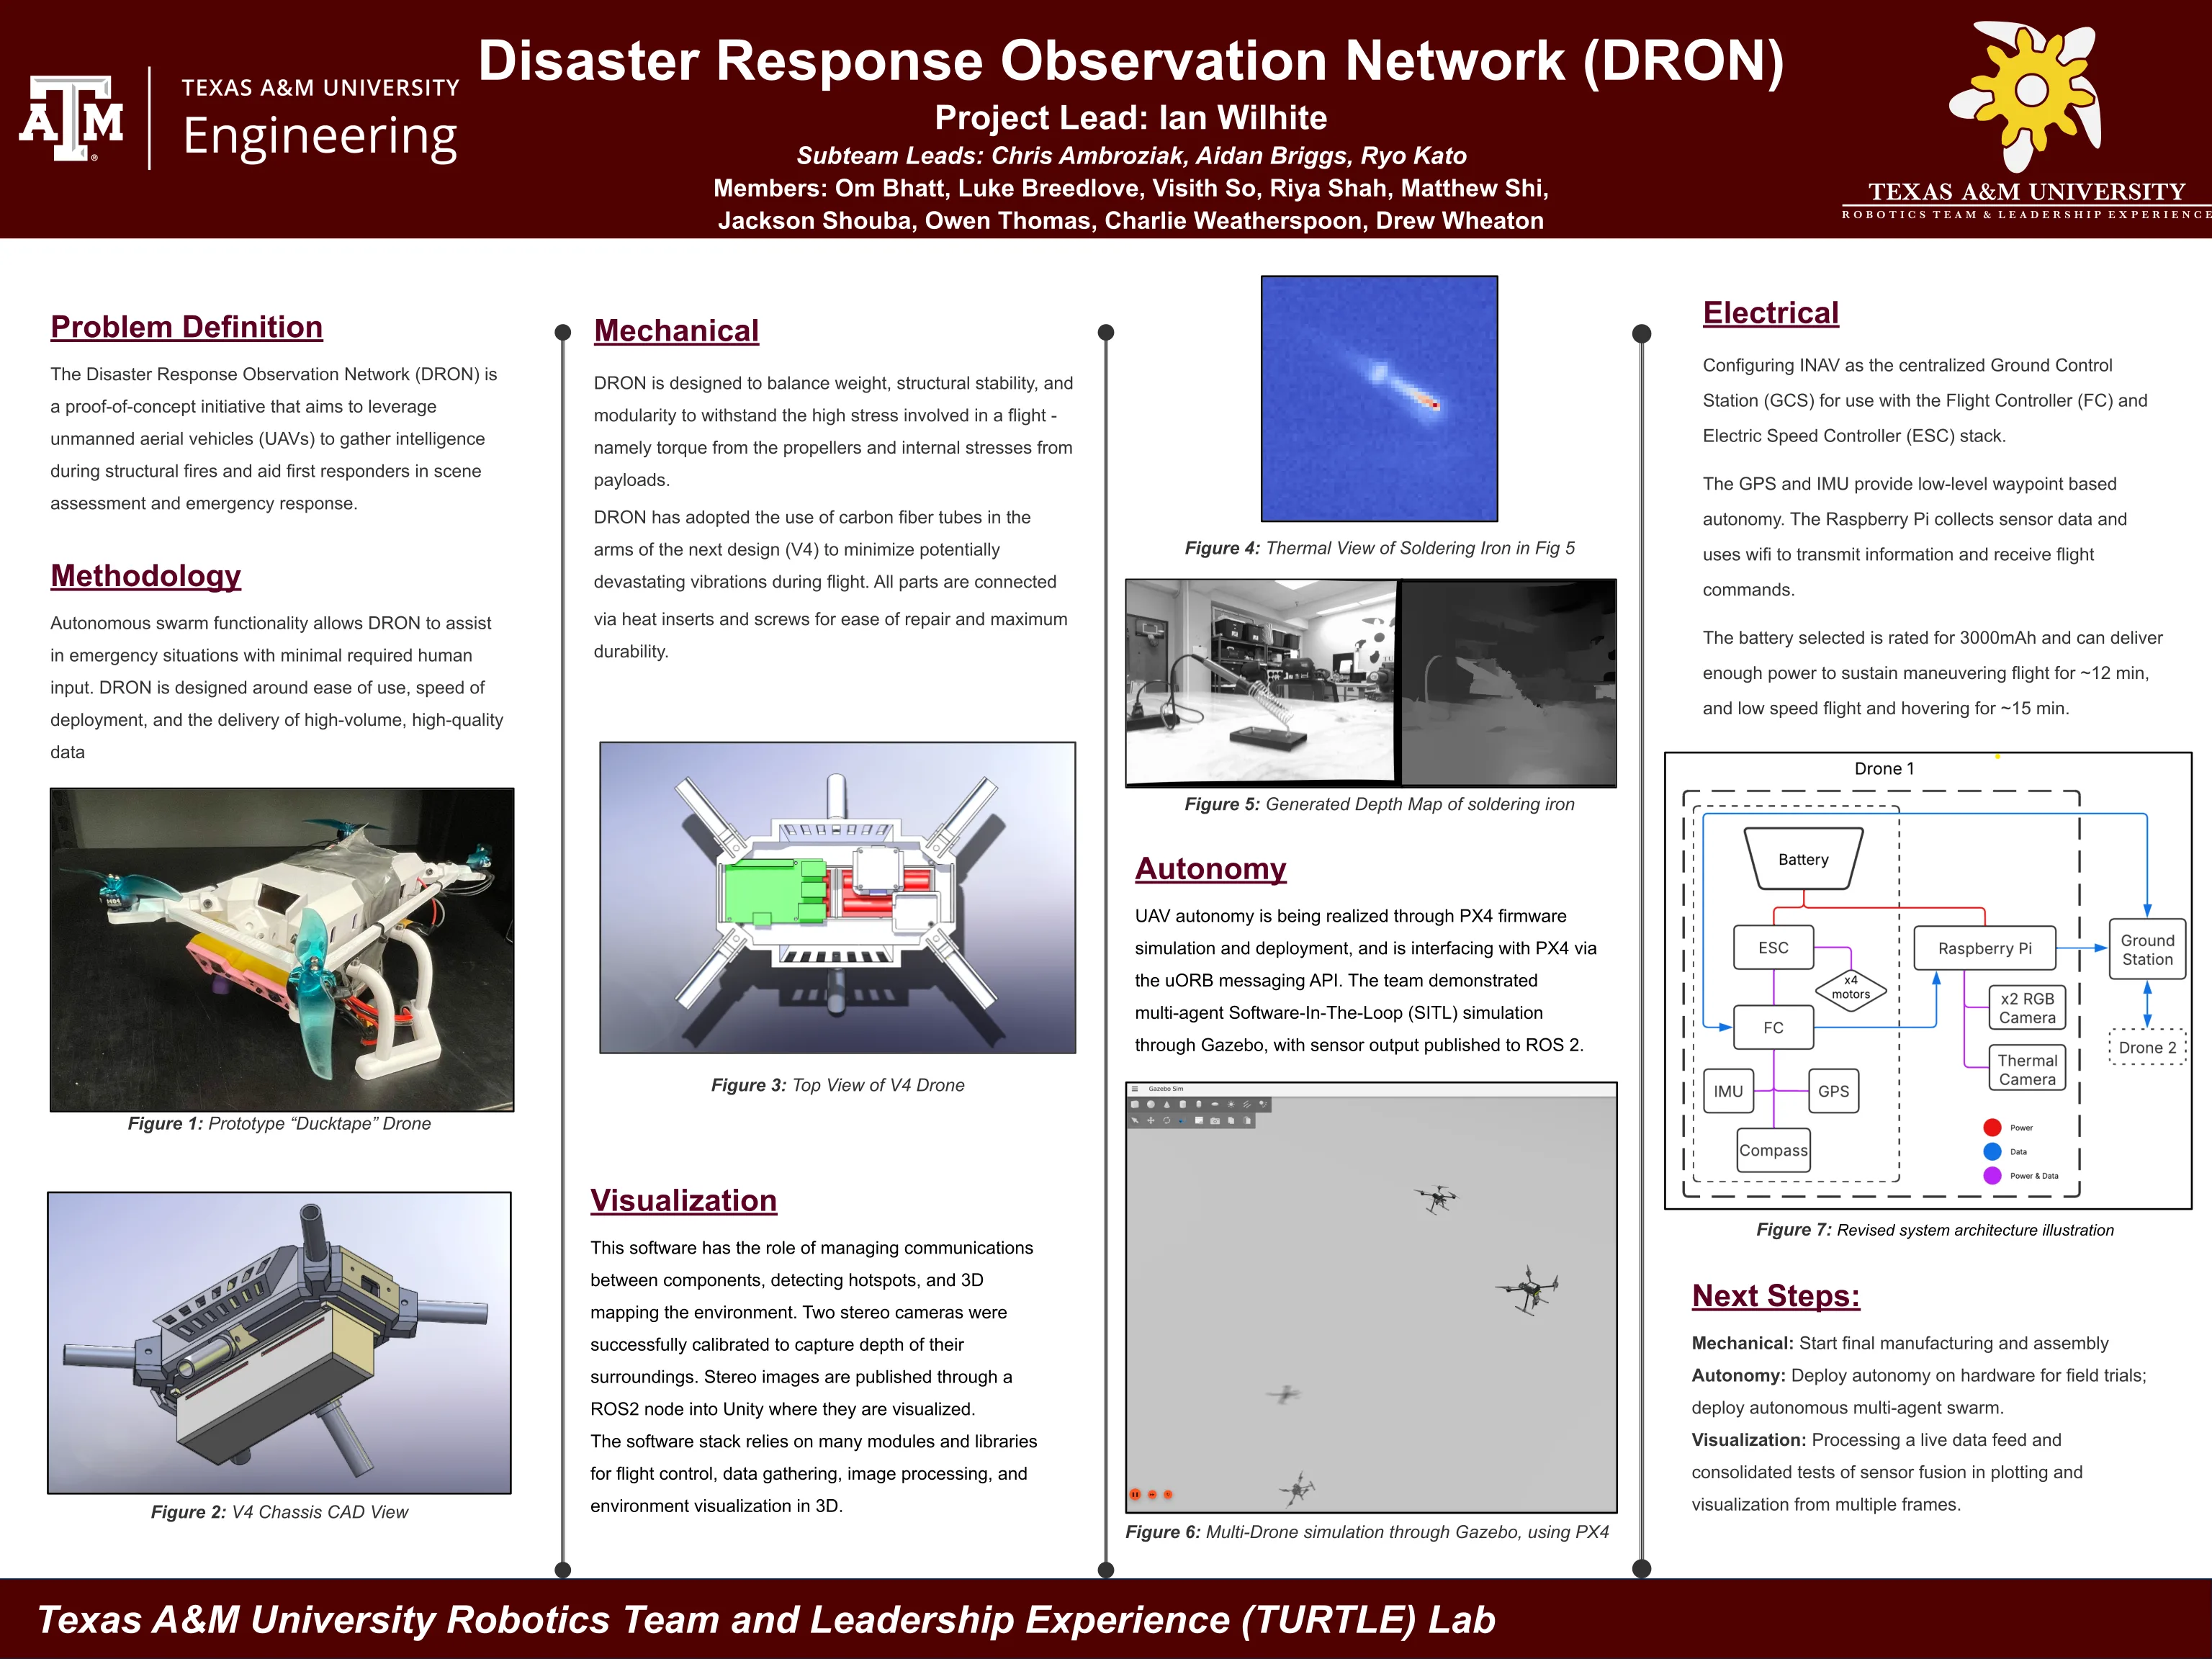 Disaster Response Observation Network (DRON)
Project Lead: Ian Wilhite
Subteam Leads: Chris Ambroziak, Aidan Briggs, Ryo Kato
Members: Om Bhatt, Luke Breedlove, Visith So, Riya Shah, Matthew Shi,
Jackson Shouba, Owen Thomas, Charlie Weatherspoon, Drew Wheaton
ATM
®
TEXAS A&M UNIVERSITY
Engineering
TEXAS A&M UNIVERSITY
ROBOTICS TEAM & LEADERSHIP EXPERIENCE
Problem Definition
The Disaster Response Observation Network (DRON) is
a proof-of-concept initiative that aims to leverage
unmanned aerial vehicles (UAVs) to gather intelligence
during structural fires and aid first responders in scene
assessment and emergency response.
Methodology
Autonomous swarm functionality allows DRON to assist
in emergency situations with minimal required human
input. DRON is designed around ease of use, speed of
deployment, and the delivery of high-volume, high-quality
data
Figure 1: Prototype “Ducktape” Drone
Figure 2: V4 Chassis CAD View
Mechanical
DRON is designed to balance weight, structural stability, and
modularity to withstand the high stress involved in a flight -
namely torque from the propellers and internal stresses from
payloads.
DRON has adopted the use of carbon fiber tubes in the
arms of the next design (V4) to minimize potentially
devastating vibrations during flight. All parts are connected
via heat inserts and screws for ease of repair and maximum
durability.
Figure 3: Top View of V4 Drone
Visualization
This software has the role of managing communications
between components, detecting hotspots, and 3D
mapping the environment. Two stereo cameras were
successfully calibrated to capture depth of their
surroundings. Stereo images are published through a
ROS2 node into Unity where they are visualized.
The software stack relies on many modules and libraries
for flight control, data gathering, image processing, and
environment visualization in 3D.
Figure 4: Thermal View of Soldering Iron in Fig 5
Figure 5: Generated Depth Map of soldering iron
Autonomy
UAV autonomy is being realized through PX4 firmware
simulation and deployment, and is interfacing with PX4 via
the uORB messaging API. The team demonstrated
multi-agent Software-In-The-Loop (SITL) simulation
through Gazebo, with sensor output published to ROS 2.
Gazebo Sim
Figure 6: Multi-Drone simulation through Gazebo, using PX4
Electrical
Configuring INAV as the centralized Ground Control
Station (GCS) for use with the Flight Controller (FC) and
Electric Speed Controller (ESC) stack.
The GPS and IMU provide low-level waypoint based
autonomy. The Raspberry Pi collects sensor data and
uses wifi to transmit information and receive flight
commands.
The battery selected is rated for 3000mAh and can deliver
enough power to sustain maneuvering flight for ~12 min,
and low speed flight and hovering for ~15 min.
Drone 1
Battery
ESC
x4
motors
Raspberry Pi
Ground
Station
FC
x2 RGB
Camera
Drone 2
Thermal
Camera
IMU
GPS
Compass
Power
Data
Power & Data
Figure 7: Revised system architecture illustration
Next Steps:
Mechanical: Start final manufacturing and assembly
Autonomy: Deploy autonomy on hardware for field trials;
deploy autonomous multi-agent swarm.
Visualization: Processing a live data feed and
consolidated tests of sensor fusion in plotting and
visualization from multiple frames.
Texas A&M University Robotics Team and Leadership Experience (TURTLE) Lab